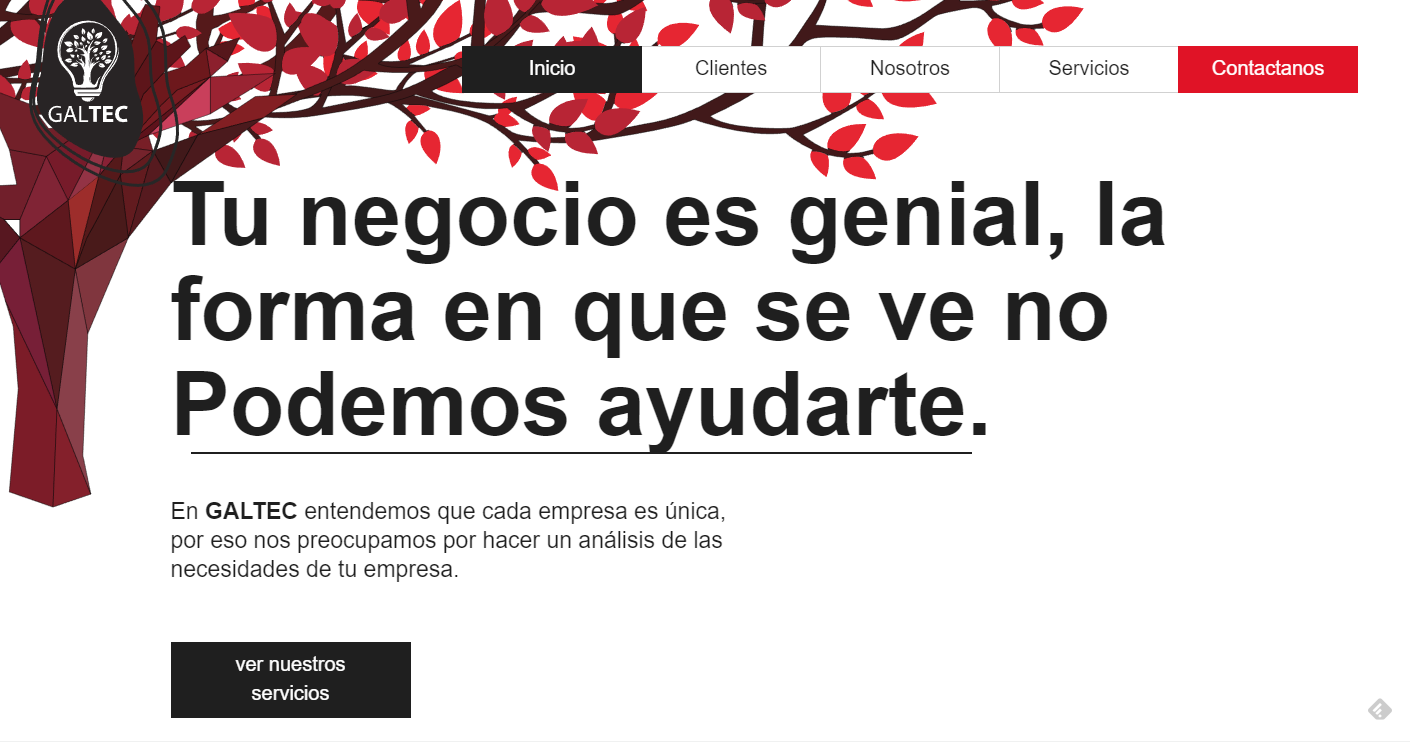 GALTEC
Inicio
Clientes
Nosotros
Servicios
Contactanos
Tu negocio es genial, la
forma en que se ve no
Podemos ayudarte.
En GALTEC entendemos que cada empresa es única,
por eso nos preocupamos por hacer un análisis de las
necesidades de tu empresa.
ver nuestros
servicios